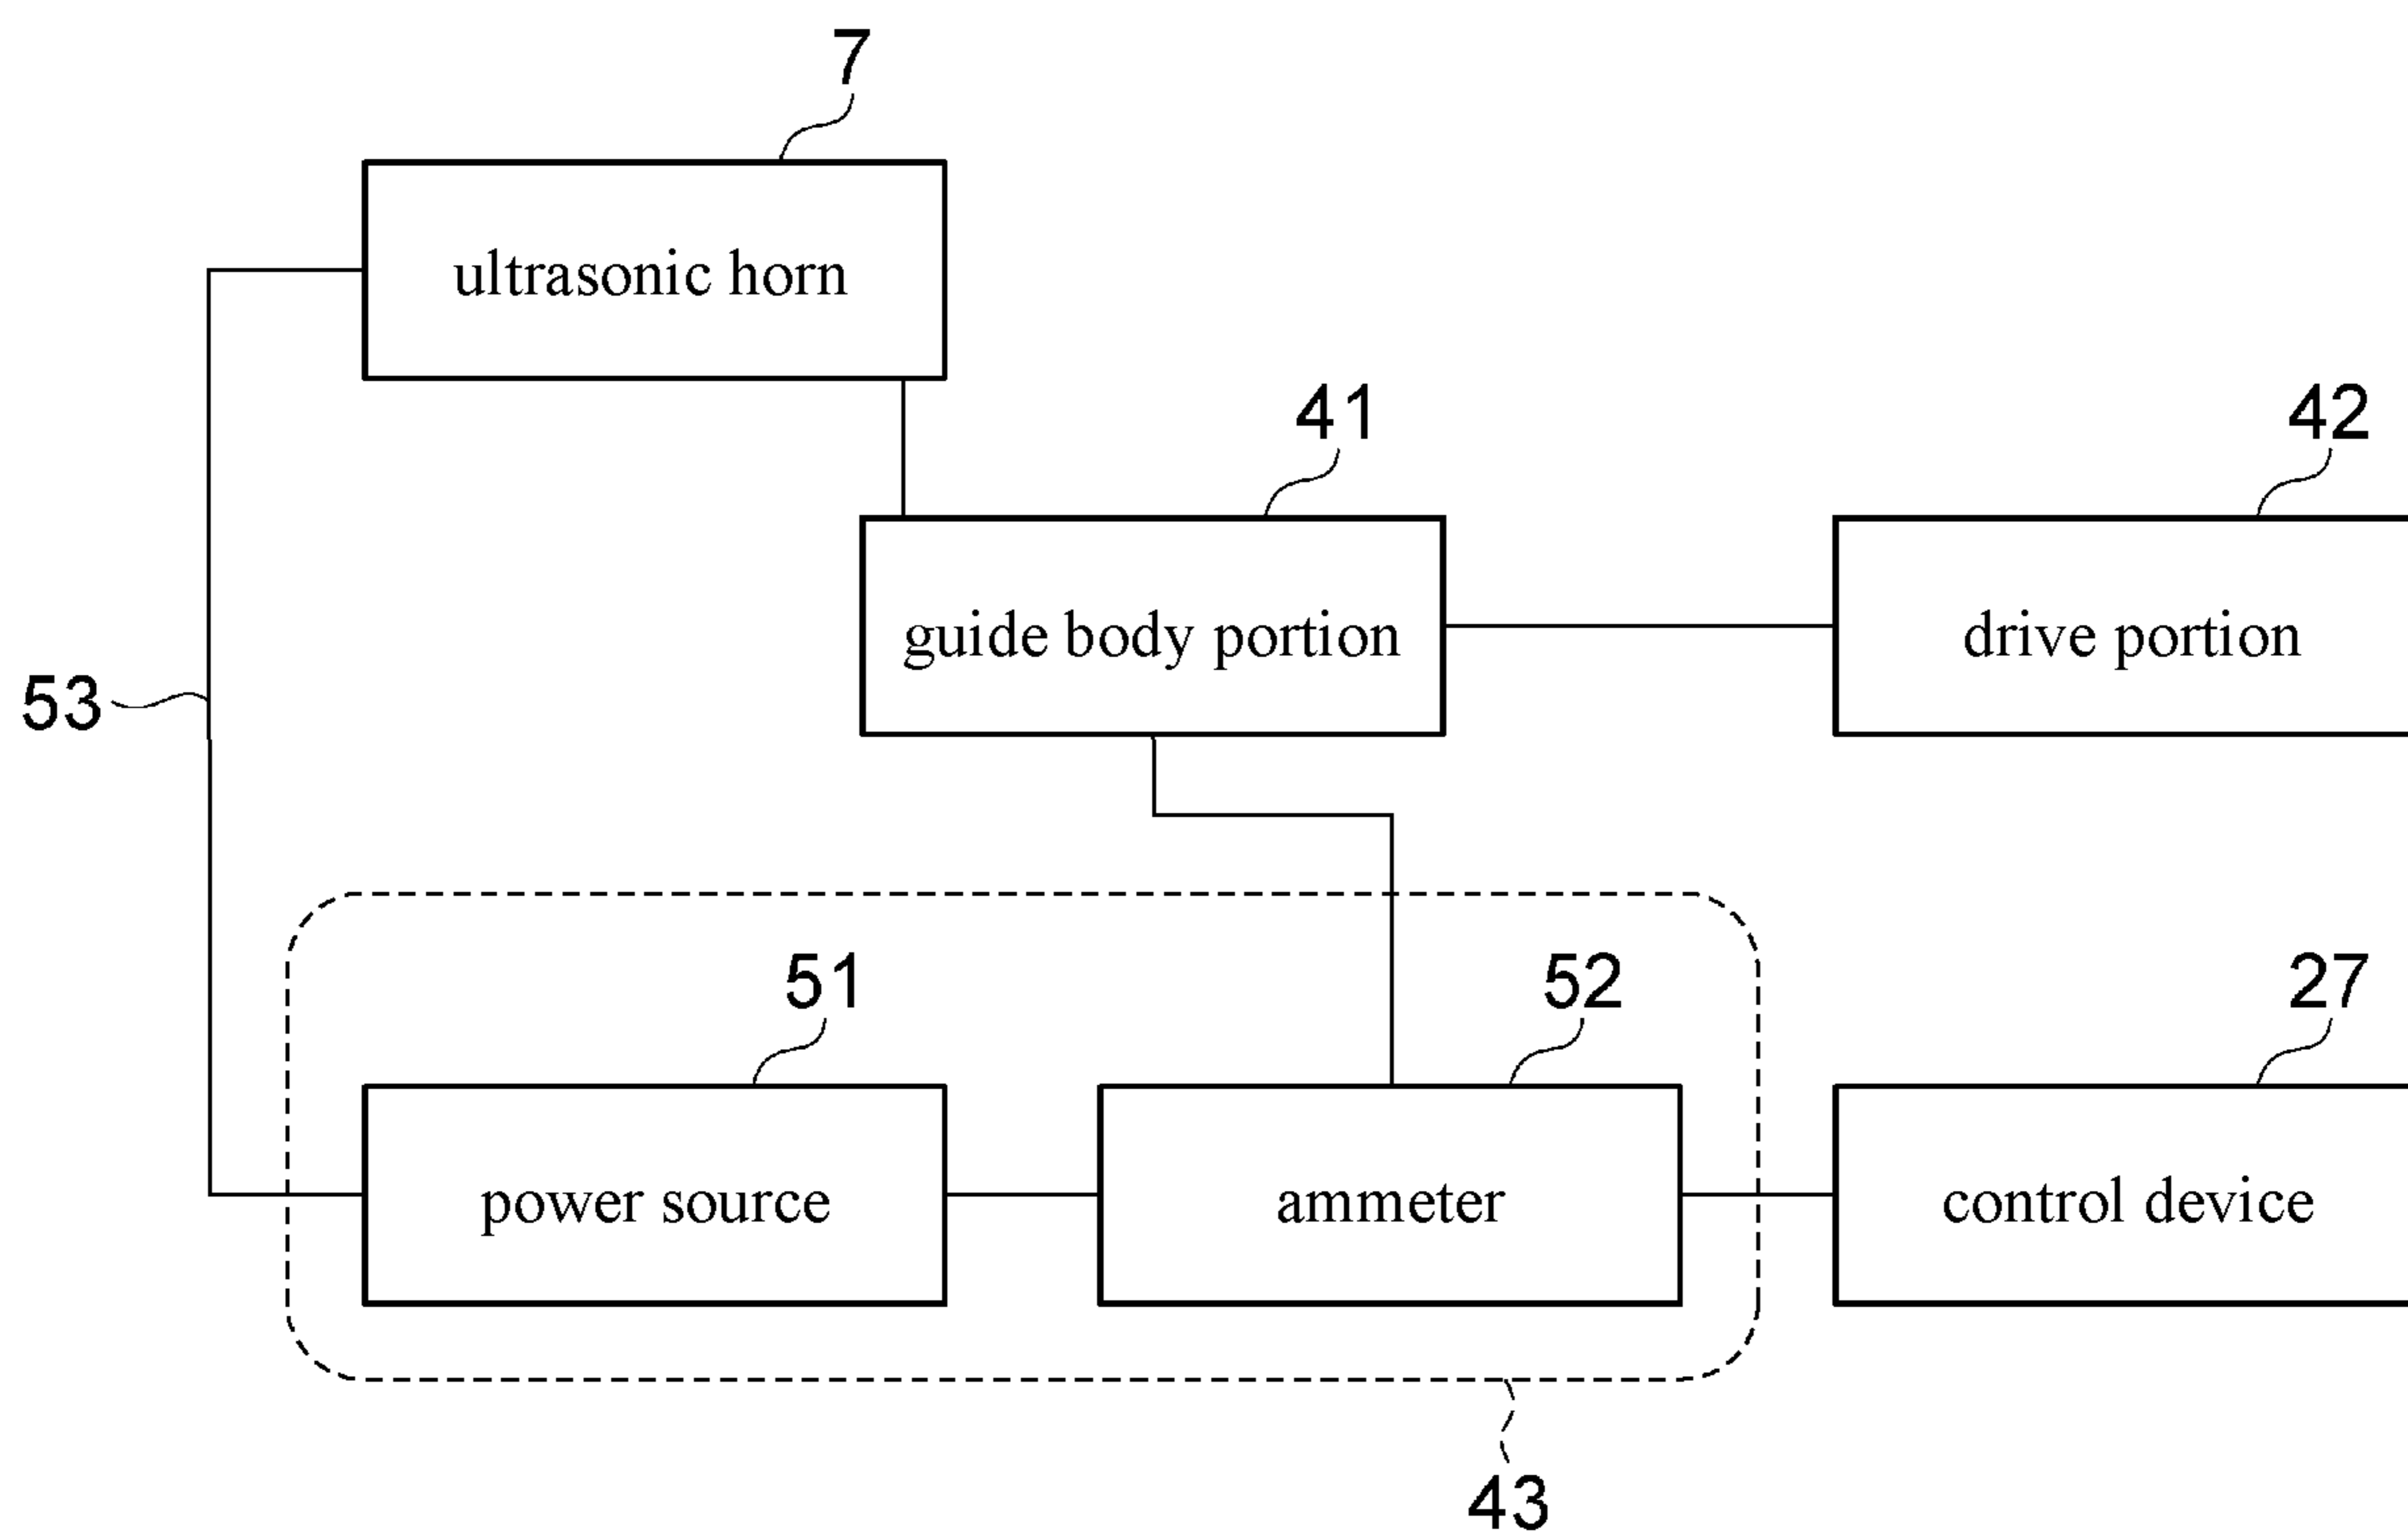 7
ultrasonic horn
41
42
guide body portion
drive portion
53
51
52
27
power source
ammeter
control device
43